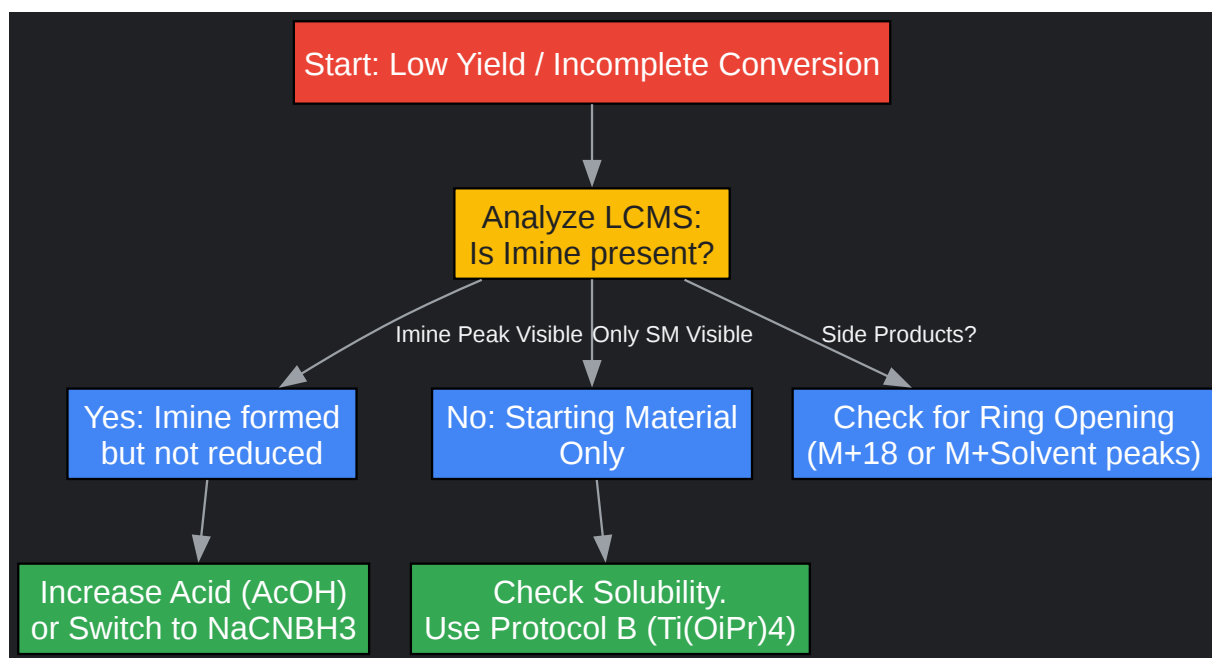 Start: Low Yield / Incomplete Conversion
Analyze LCMS:
Is Imine present?
Imine Peak Visible
Only SM Visible
Side Products?
Yes: Imine formed
but not reduced
No: Starting Material
Only
Check for Ring Opening
(M+18 or M+Solvent peaks)
Increase Acid (AcOH)
or Switch to NaCNBH3
Check Solubility.
Use Protocol B (Ti(OiPr)4)